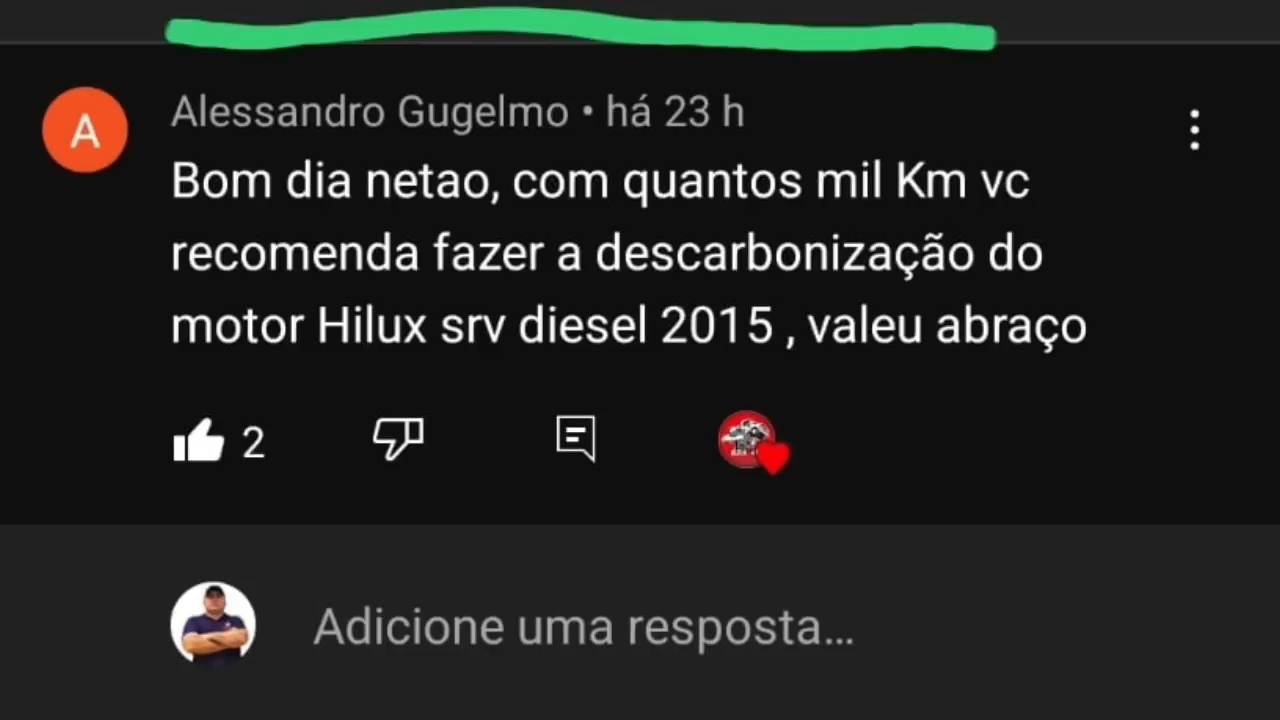 A
Alessandro Gugelmo • há 23 h
Bom dia netao, com quantos mil Km vc
recomenda fazer a descarbonização do
motor Hilux srv diesel 2015 , valeu abraço
2
Adicione uma resposta...